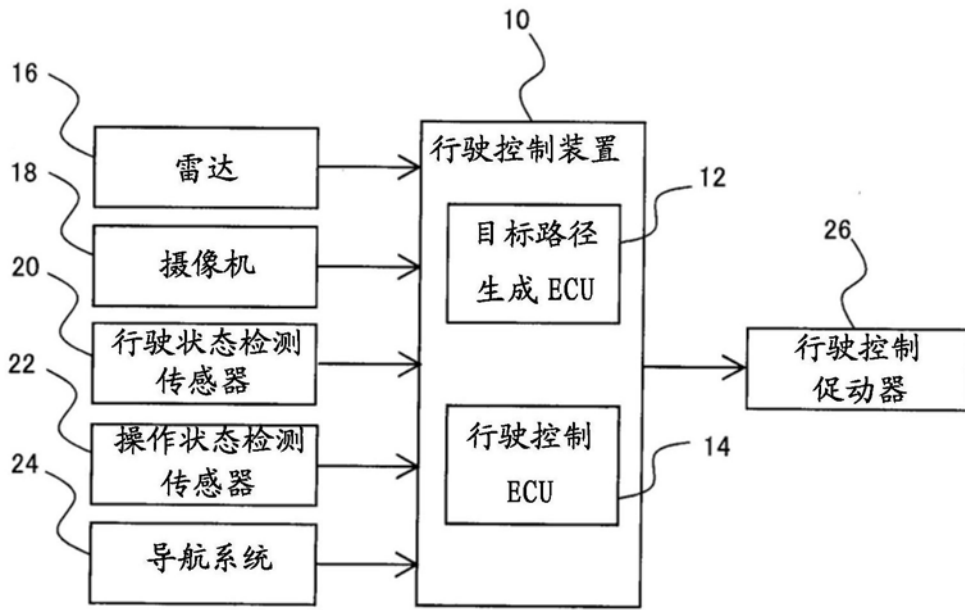 10
16
雷达
18
摄像机
20
行驶状态检测
传感器
22
操作状态检测
传感器
24
导航系统
行驶控制装置
12
目标路径
生成 ECU
行驶控制
ECU
14
26
行驶控制
促动器